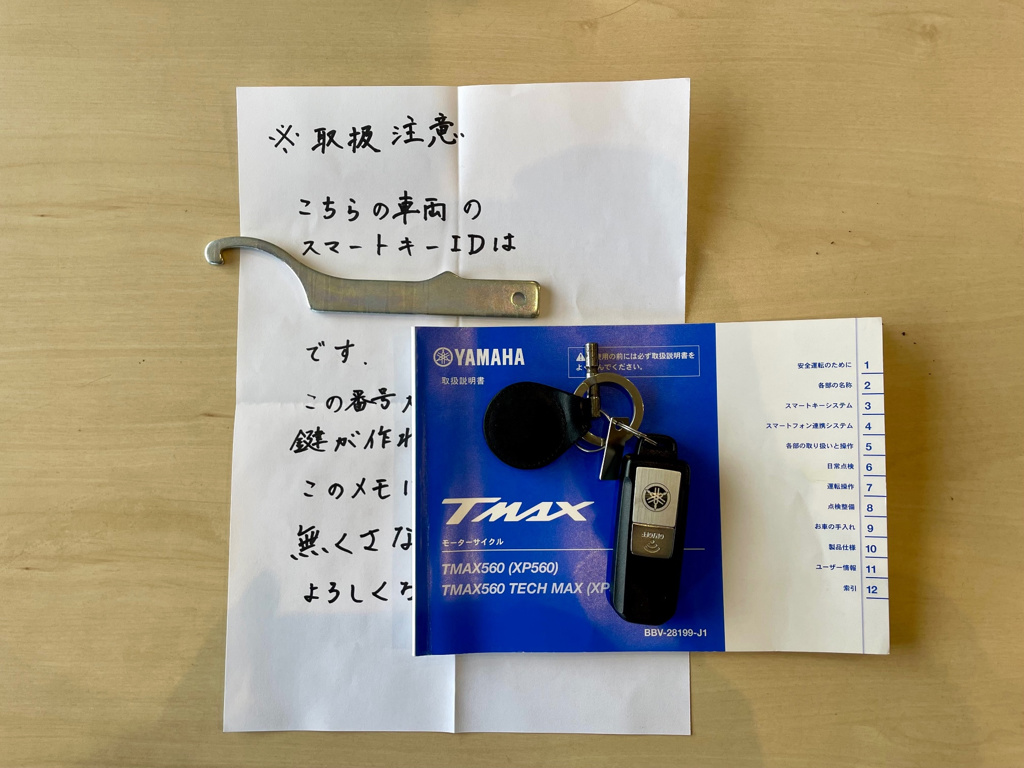 ※取扱注意
こちらの車両の
スマートキーIDは
です.
この番号
鍵が作れ
このメモ
無くさな
よろしく
YAMAHA
取扱説明書
使用の前には必ず取扱説明書を
よ んでください。
TMAX
モーターサイクル
TMAX560 (XP560)
TMAX560 TECH MAX (XP
BBV-28199-J1
ON/OFF
安全運転のために 1
各部の名称 2
スマートキーシステム 3
スマートフォン連携システム 4
各部の取り扱いと操作 5
日常点検 6
運転操作 7
点検整備 8
お車の手入れ 9
製品仕様 10
ユーザー情報 11
索引 12